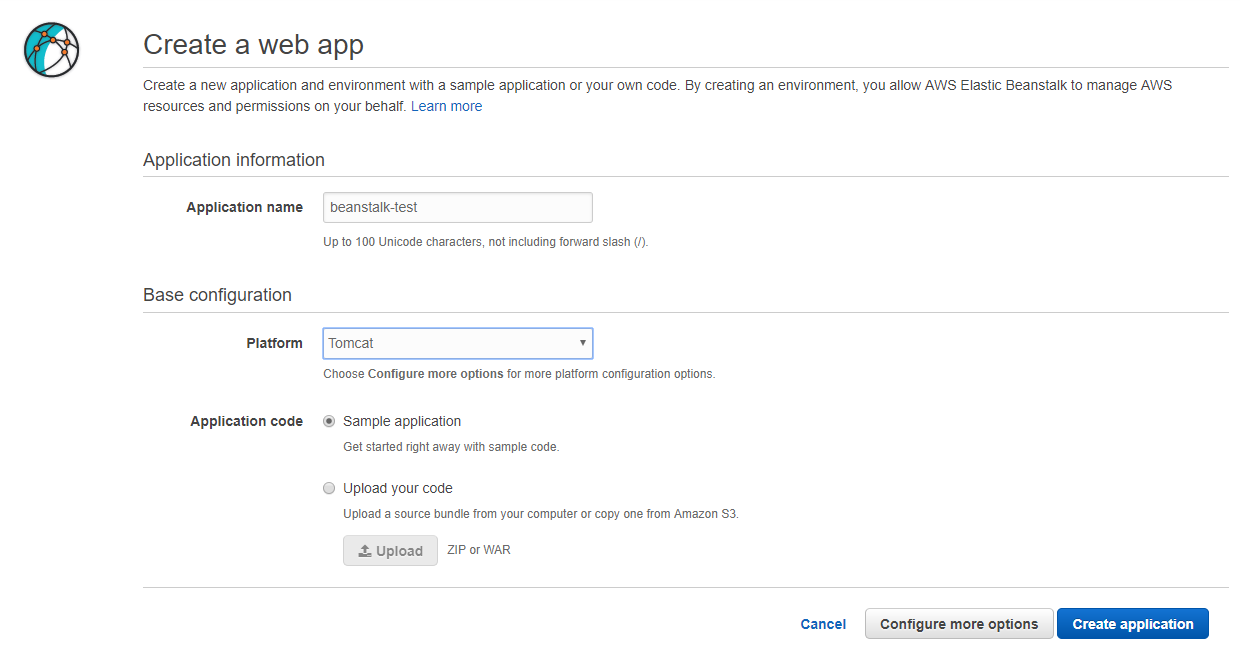 Create a web app
Create a new application and environment with a sample application or your own code. By creating an environment, you allow AWS Elastic Beanstalk to manage AWS
resources and permissions on your behalf. Learn more
Application information
Application name beanstalk-test
Up to 100 Unicode characters, not including forward slash (/).
Base configuration
Platform Tomcat
Choose Configure more options for more platform configuration options.
Application code Sample application
Get started right away with sample code.
Upload your code
Upload a source bundle from your computer or copy one from Amazon S3.
Upload ZIP or WAR
Cancel Configure more options Create application